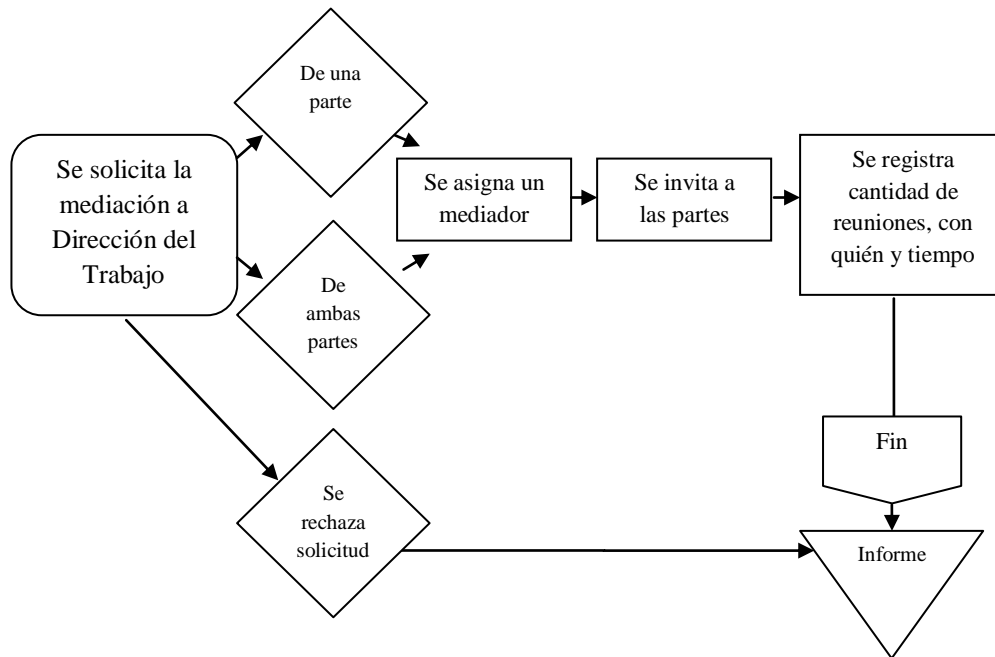 Se solicita la
mediación a
Dirección del
Trabajo
De una
parte
De
ambas
partes
Se
rechaza
solicitud
Se asigna un
mediador
Se invita a
las partes
Se registra
cantidad de
reuniones, con
quién y tiempo
Fin
Informe